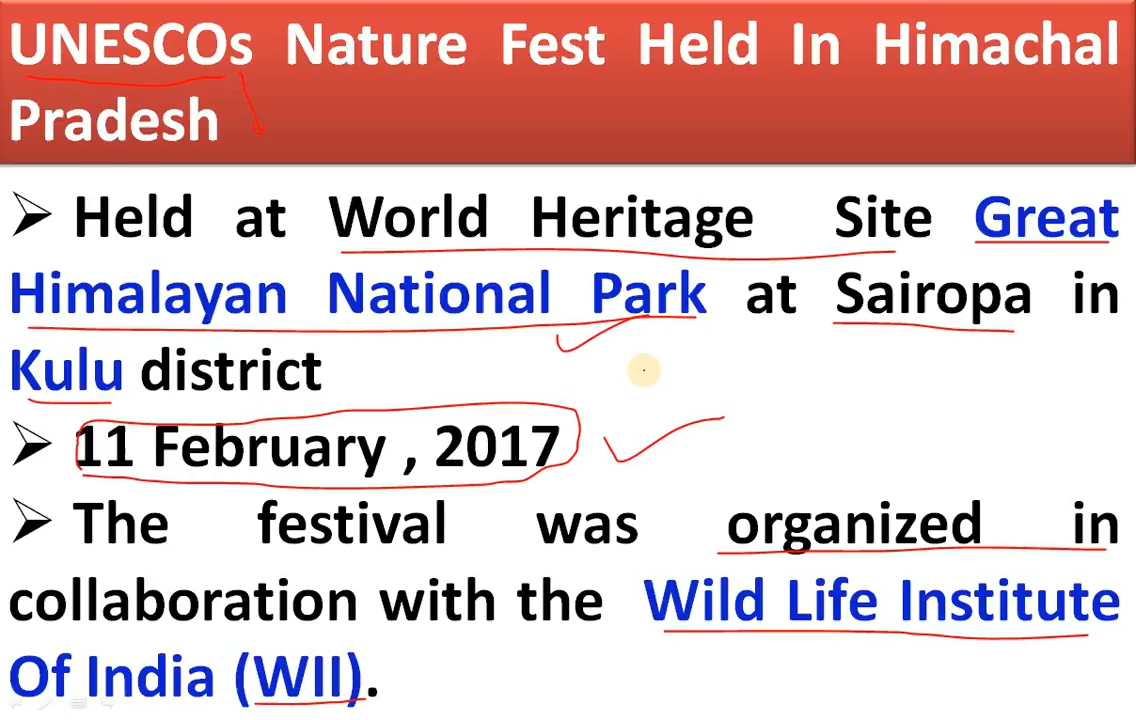 UNESCOs Nature Fest Held In Himachal
Pradesh
➢ Held at World Heritage Site Great
Himalayan National Park at Sairopa in
Kulu district
➢ 11 February , 2017
➢ The festival was organized in
collaboration with the Wild Life Institute
Of India (WII).